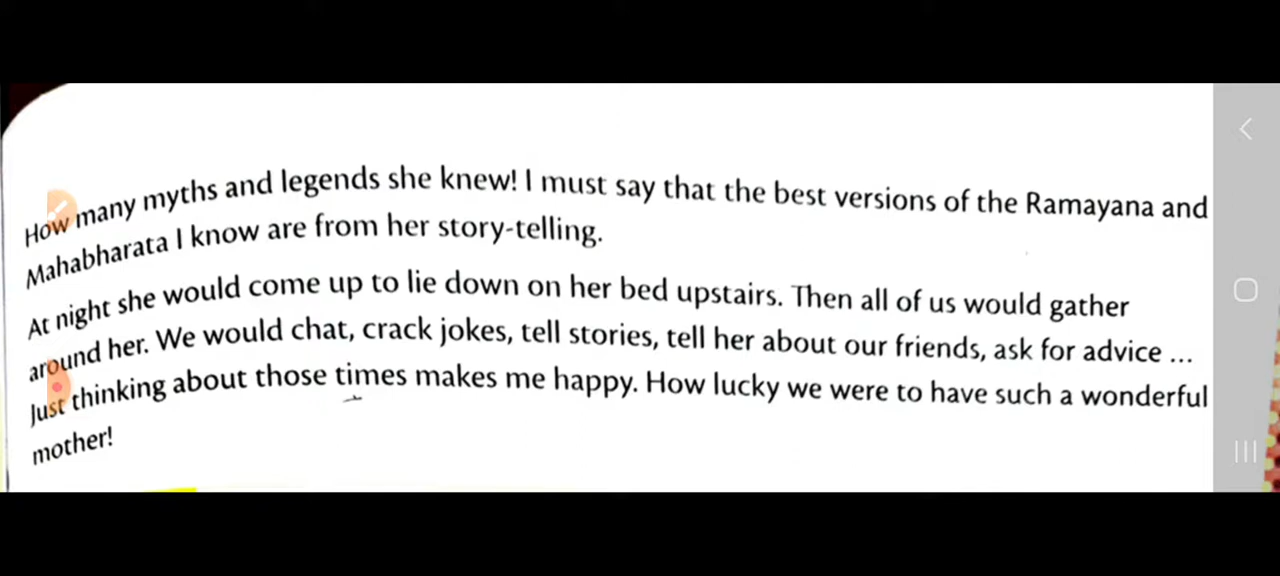 How many myths and legends she knew! I must say that the best versions of the Ramayana and
Mahabharata I know are from her story-telling.
At night she would come up to lie down on her bed upstairs. Then all of us would gather
around her. We would chat, crack jokes, tell stories, tell her about our friends, ask for advice ...
Just thinking about those times makes me happy. How lucky we were to have such a wonderful
mother!